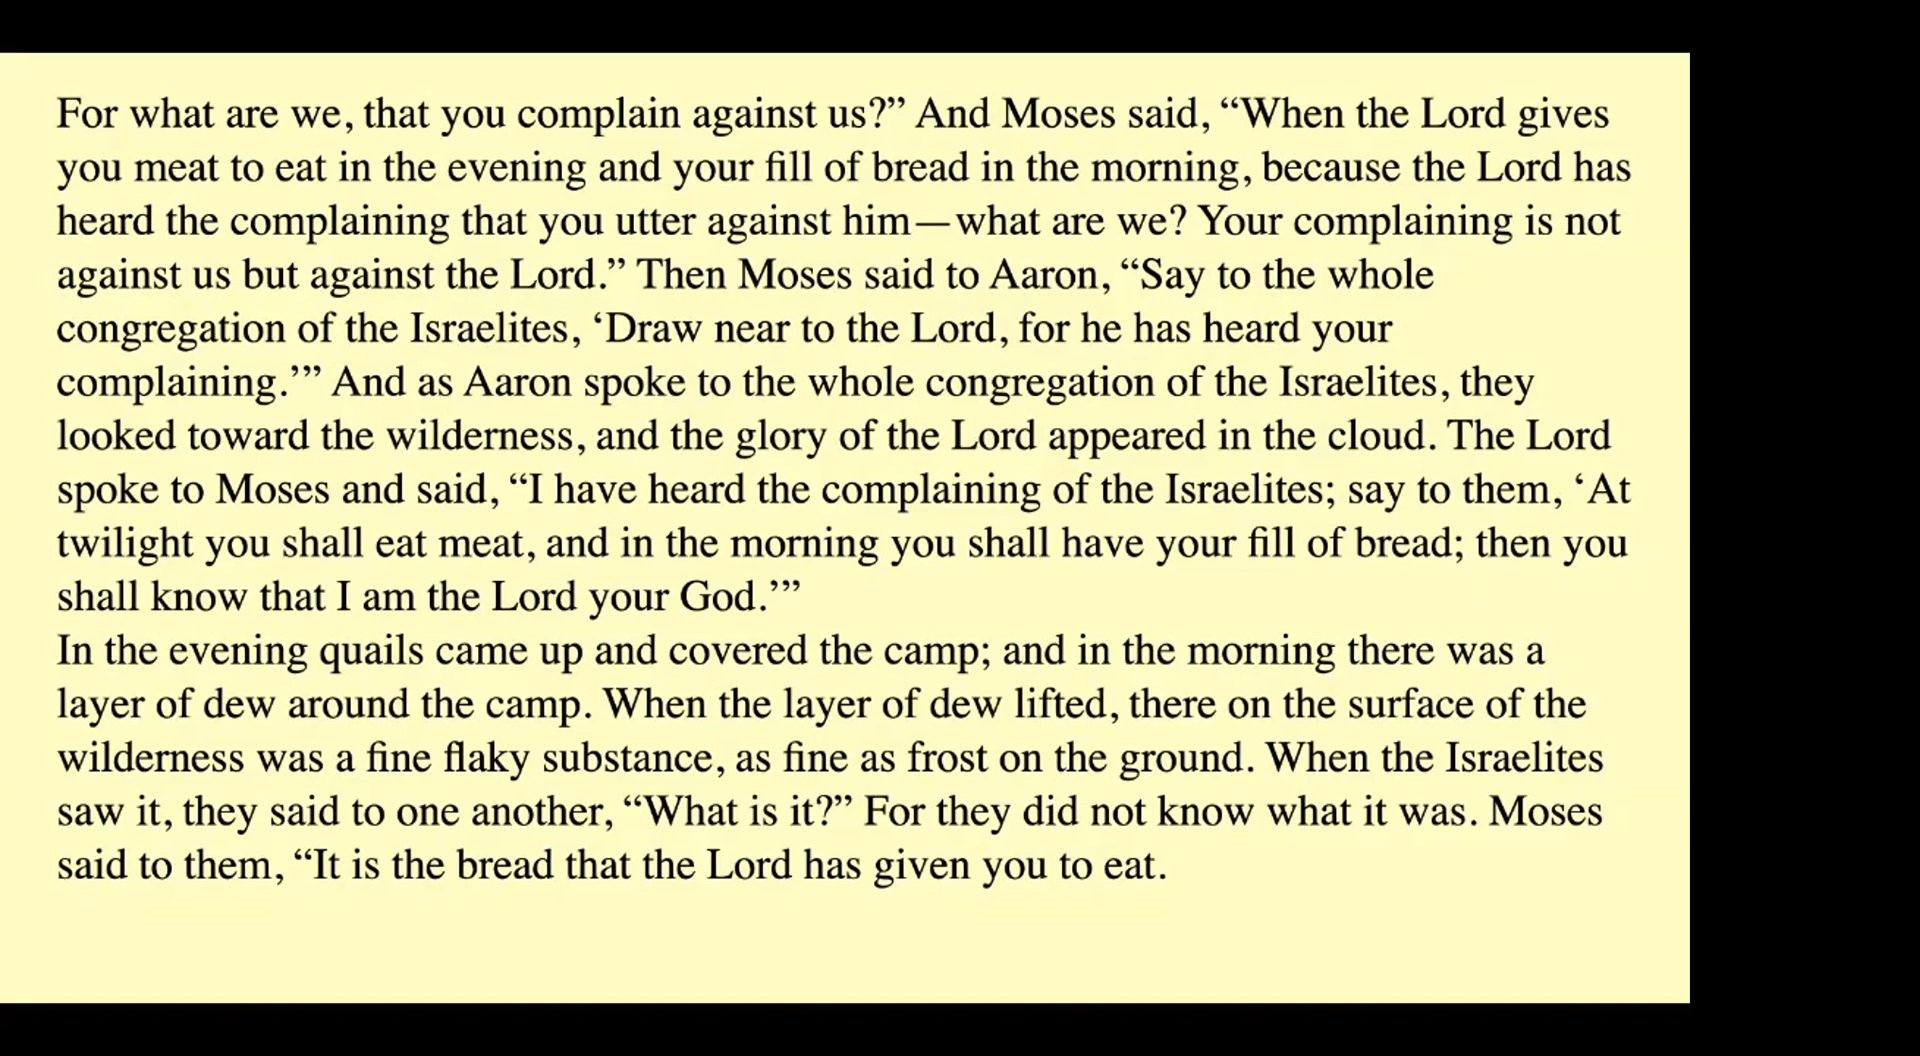 For what are we, that you complain against us?” And Moses said, “When the Lord gives
you meat to eat in the evening and your fill of bread in the morning, because the Lord has
heard the complaining that you utter against him—what are we? Your complaining is not
against us but against the Lord.” Then Moses said to Aaron, “Say to the whole
congregation of the Israelites, ‘Draw near to the Lord, for he has heard your
complaining.’” And as Aaron spoke to the whole congregation of the Israelites, they
looked toward the wilderness, and the glory of the Lord appeared in the cloud. The Lord
spoke to Moses and said, “I have heard the complaining of the Israelites; say to them, ‘At
twilight you shall eat meat, and in the morning you shall have your fill of bread; then you
shall know that I am the Lord your God.’”
In the evening quails came up and covered the camp; and in the morning there was a
layer of dew around the camp. When the layer of dew lifted, there on the surface of the
wilderness was a fine flaky substance, as fine as frost on the ground. When the Israelites
saw it, they said to one another, “What is it?” For they did not know what it was. Moses
said to them, “It is the bread that the Lord has given you to eat.